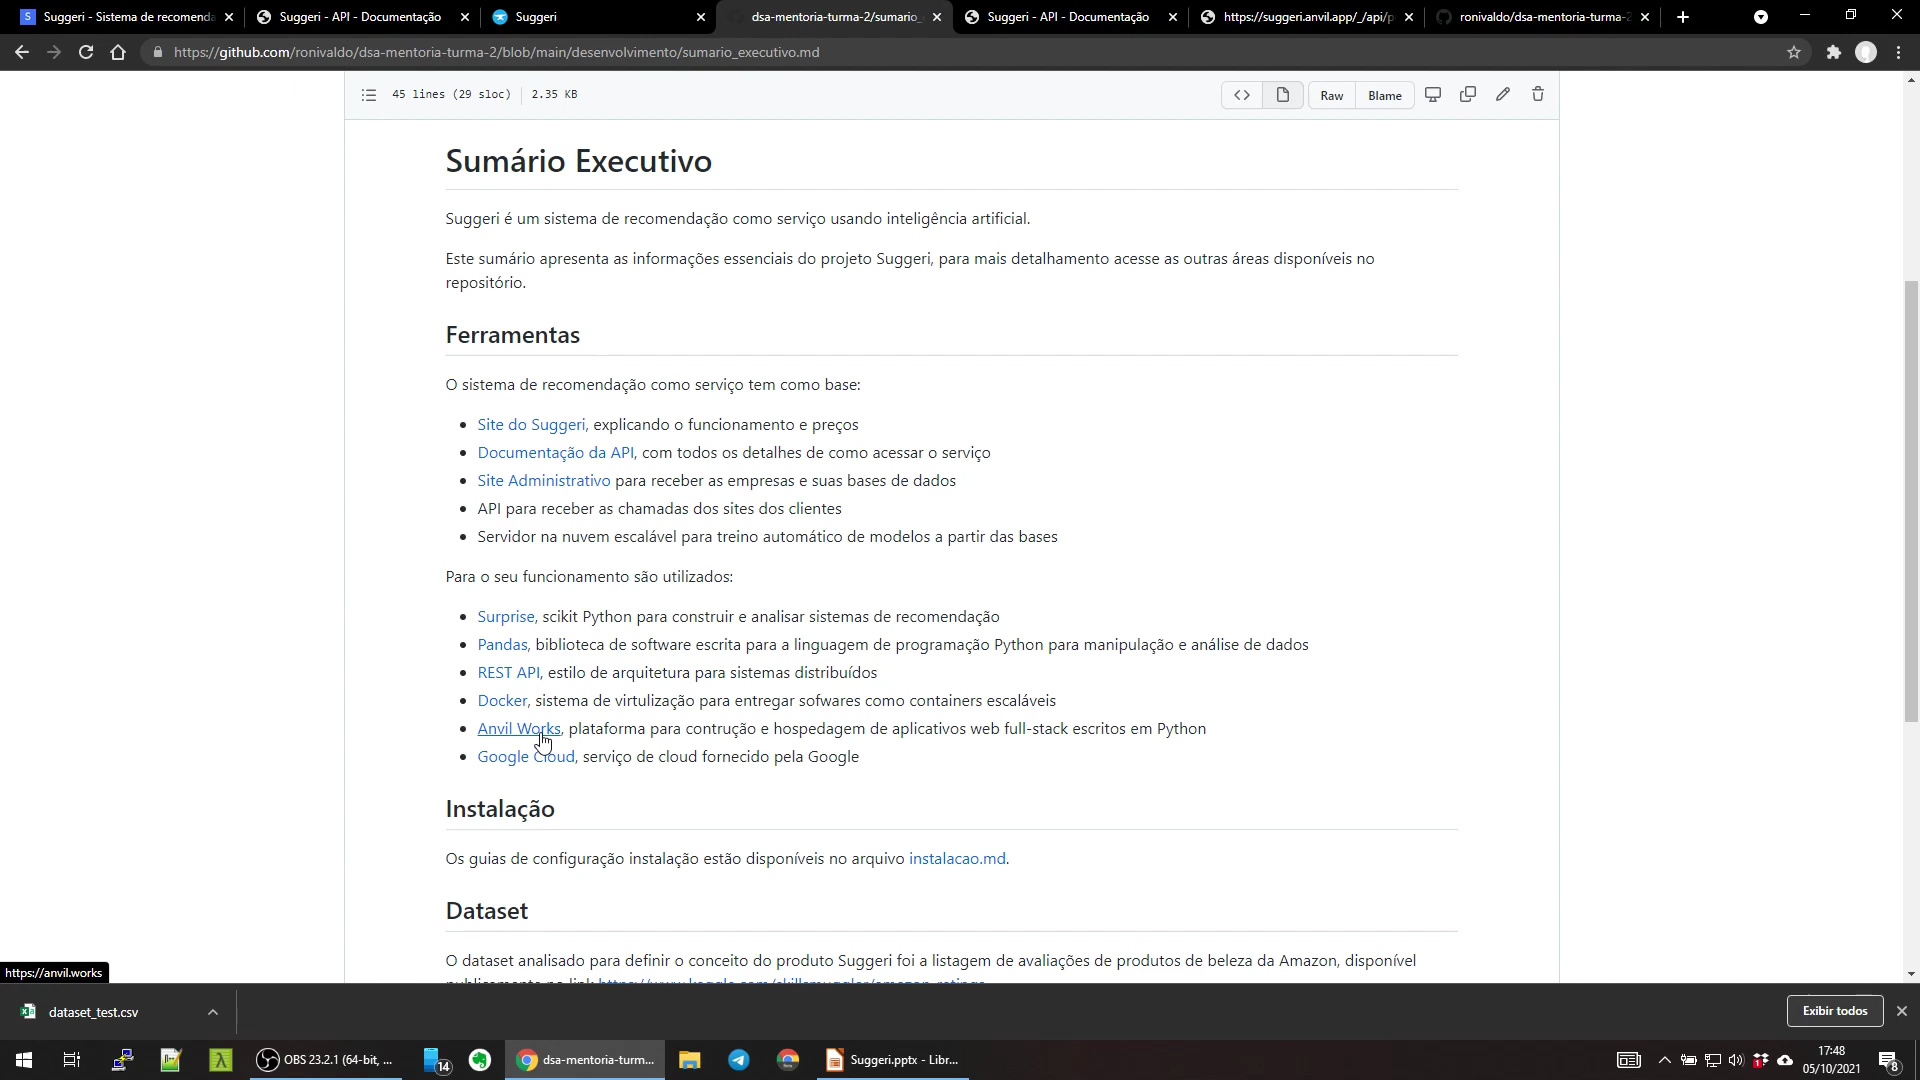 Suggeri - Sistema de recomenda
Suggeri - API - Documentação
Suggeri
dsa-mentoria-turma-2/sumario_
Suggeri - API - Documentação
https://suggeri.anvil.app/_/api/p
ronivaldo/dsa-mentoria-turma-2
https://github.com/ronivaldo/dsa-mentoria-turma-2/blob/main/desenvolvimento/sumario_executivo.md
45 lines (29 sloc) 2.35 KB
Raw
Blame
Sumário Executivo
Suggeri é um sistema de recomendação como serviço usando inteligência artificial.
Este sumário apresenta as informações essenciais do projeto Suggeri, para mais detalhamento acesse as outras áreas disponíveis no
repositório.
Ferramentas
O sistema de recomendação como serviço tem como base:
Site do Suggeri, explicando o funcionamento e preços
Documentação da API, com todos os detalhes de como acessar o serviço
Site Administrativo para receber as empresas e suas bases de dados
API para receber as chamadas dos sites dos clientes
Servidor na nuvem escalável para treino automático de modelos a partir das bases
Para o seu funcionamento são utilizados:
Surprise, scikit Python para construir e analisar sistemas de recomendação
Pandas, biblioteca de software escrita para a linguagem de programação Python para manipulação e análise de dados
REST API, estilo de arquitetura para sistemas distribuídos
Docker, sistema de virtulização para entregar sofwares como containers escaláveis
Anvil Works, plataforma para contrução e hospedagem de aplicativos web full-stack escritos em Python
Google Cloud, serviço de cloud fornecido pela Google
Instalação
Os guias de configuração instalação estão disponíveis no arquivo instalacao.md.
Dataset
O dataset analisado para definir o conceito do produto Suggeri foi a listagem de avaliações de produtos de beleza da Amazon, disponível
publicamente no link https://www.kaggle.com/skillsmuggler/amazon-ratings
https://anvil.works
dataset_test.csv
Exibir todos
OBS 23.2.1 (64-bit, ...
14
dsa-mentoria-turm...
Suggeri.pptx - Libr...
17:48
05/10/2021
8